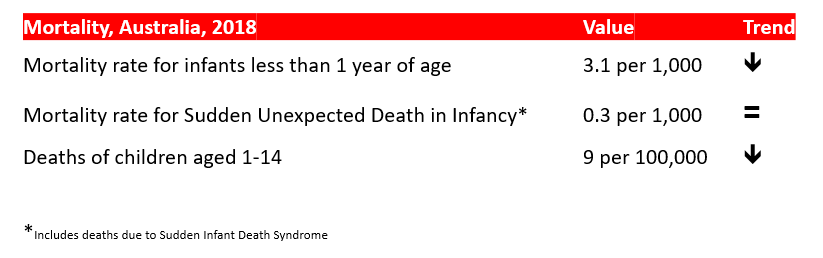 Mortality, Australia, 2018 Value Trend
Mortality rate for infants less than 1 year of age 3.1 per 1,000 ↓
Mortality rate for Sudden Unexpected Death in Infancy* 0.3 per 1,000 =
Deaths of children aged 1-14 9 per 100,000 ↓
*Includes deaths due to Sudden Infant Death Syndrome